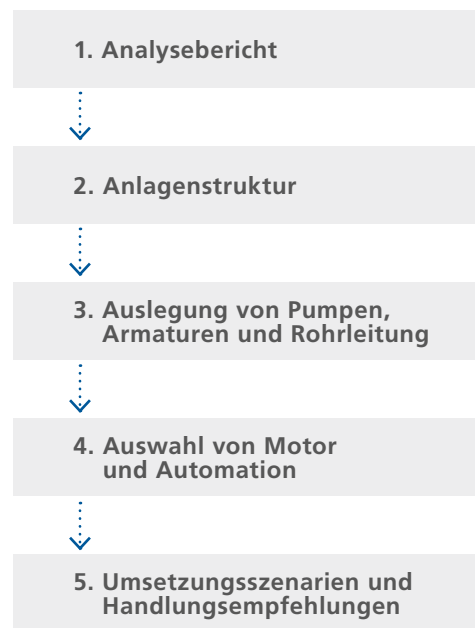 1. Analysebericht
2. Anlagenstruktur
3. Auslegung von Pumpen,
Armaturen und Rohrleitung
4. Auswahl von Motor
und Automation
5. Umsetzungsszenarien und
Handlungsempfehlungen